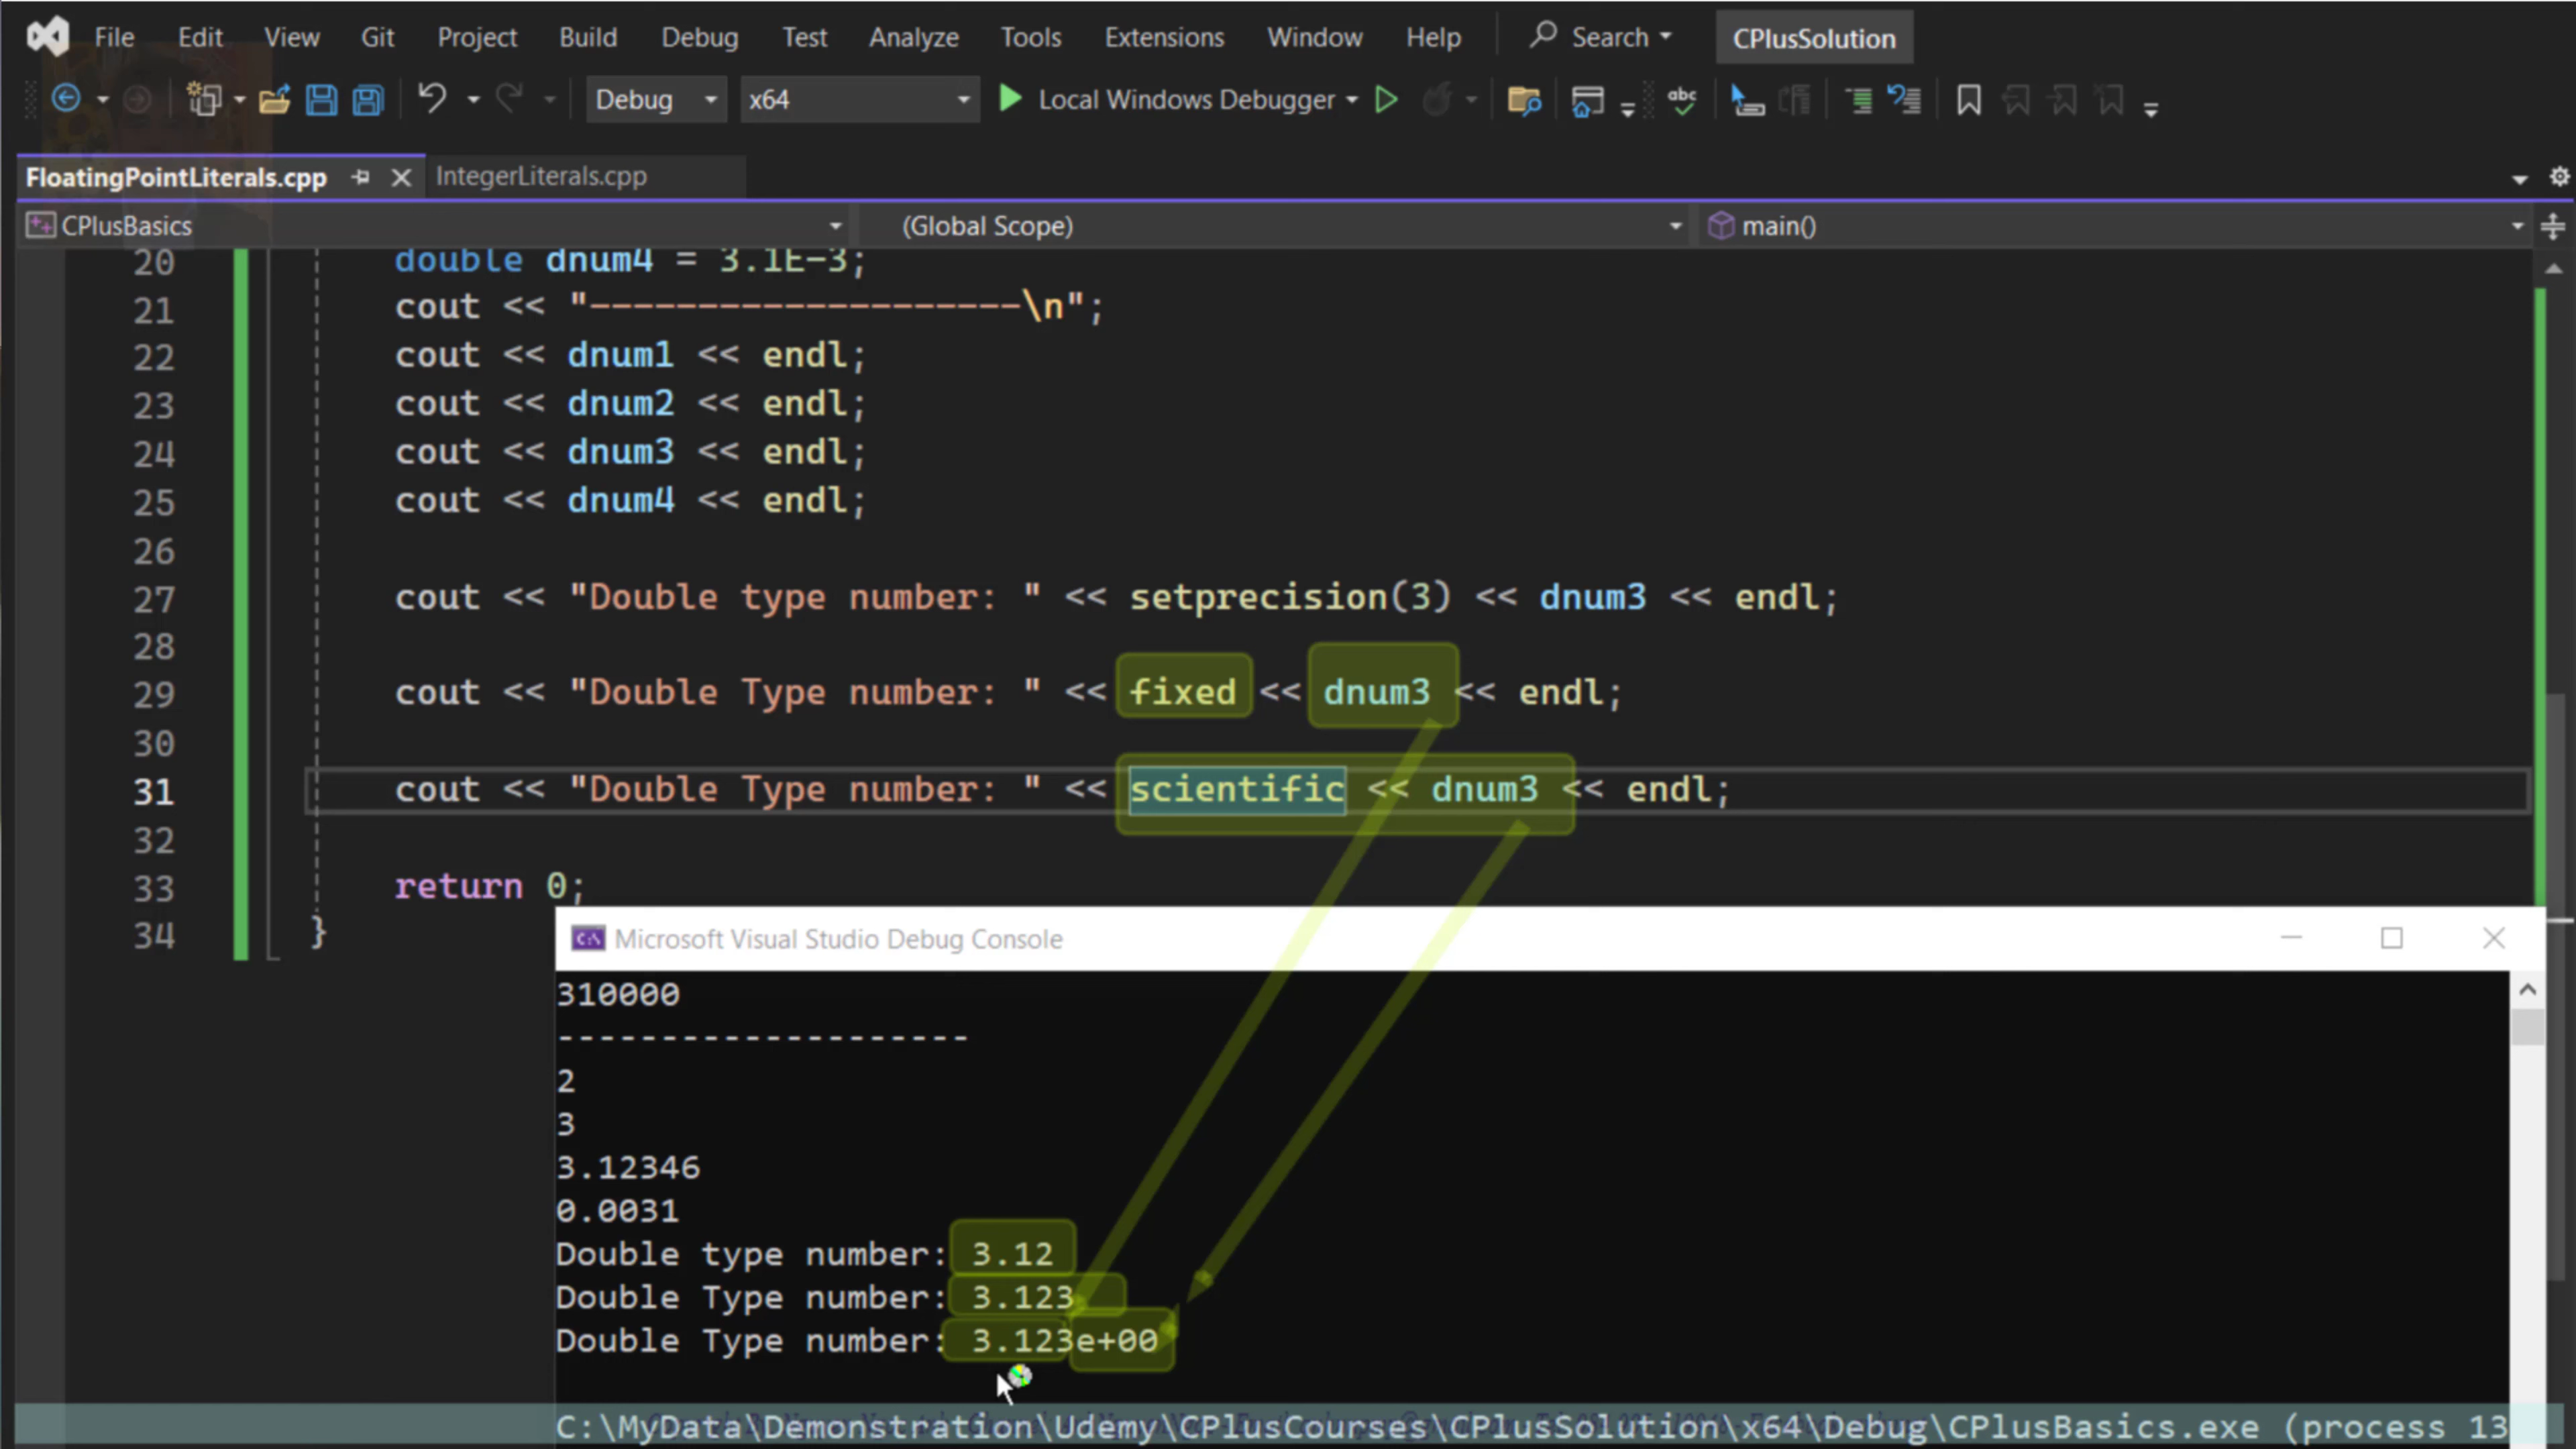 File Edit View Git Project Build Debug Test Analyze Tools Extensions Window Help Search CPlusSolution
Debug x64 Local Windows Debugger abc
FloatingPointLiterals.cpp IntegerLiterals.cpp
CPlusBasics (Global Scope) main()
20 double dnum4 = 3.1E-3;
21 cout << "--------------------\n";
22 cout << dnum1 << endl;
23 cout << dnum2 << endl;
24 cout << dnum3 << endl;
25 cout << dnum4 << endl;
26
27 cout << "Double type number: " << setprecision(3) << dnum3 << endl;
28
29 cout << "Double Type number: " << fixed << dnum3 << endl;
30
31 cout << "Double Type number: " << scientific << dnum3 << endl;
32
33 return 0;
34 }
Microsoft Visual Studio Debug Console
310000
--------------------
2
3
3.12346
0.0031
Double type number: 3.12
Double Type number: 3.123
Double Type number: 3.123e+00
C:\MyData\Demonstration\Udemy\CPlusCourses\CPlusSolution\x64\Debug\CPlusBasics.exe (process 13